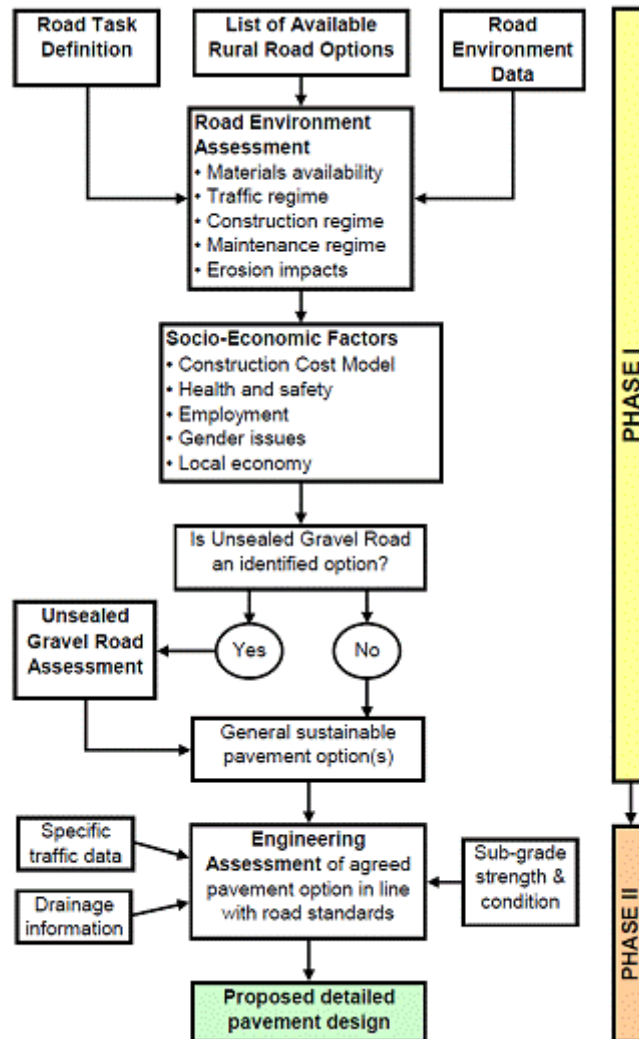 Road Task
Definition
List of Available
Rural Road Options
Road
Environment
Data
Road Environment
Assessment
• Materials availability
• Traffic regime
• Construction regime
• Maintenance regime
• Erosion impacts
Socio-Economic Factors
• Construction Cost Model
• Health and safety
• Employment
• Gender issues
• Local economy
Is Unsealed Gravel Road
an identified option?
Unsealed
Gravel Road
Assessment
Yes
No
General sustainable
pavement option(s)
PHASE I
Specific
traffic data
Drainage
information
Engineering
Assessment of agreed
pavement option in line
with road standards
Sub-grade
strength &
condition
Proposed detailed
pavement design
PHASE II